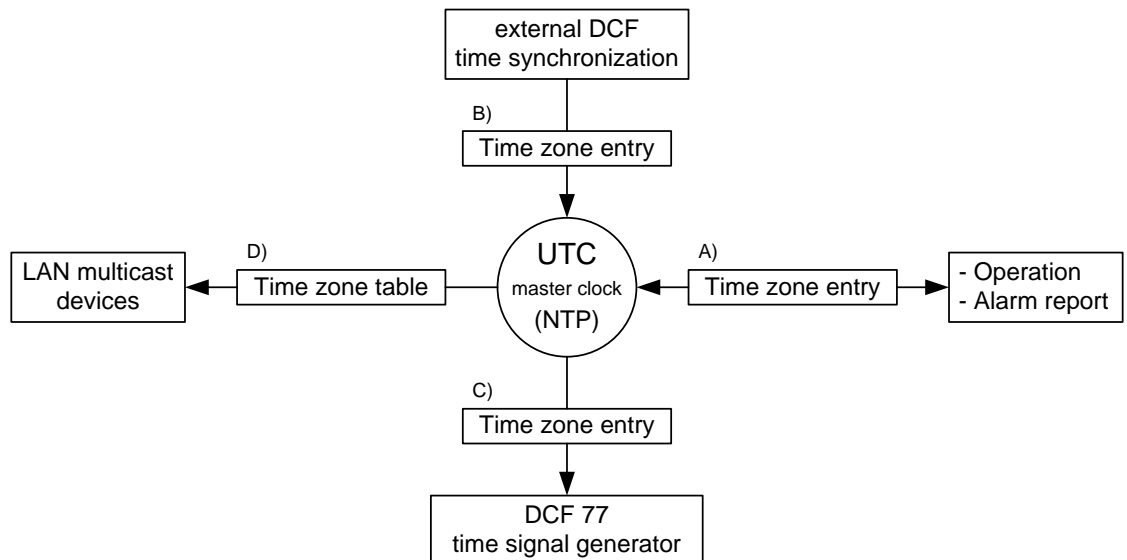 external DCF
time synchronization
B)
Time zone entry
D)
UTC
A)
LAN multicast
devices
Time zone table
master clock
(NTP)
Time zone entry
- Operation
- Alarm report
C)
Time zone entry
DCF 77
time signal generator